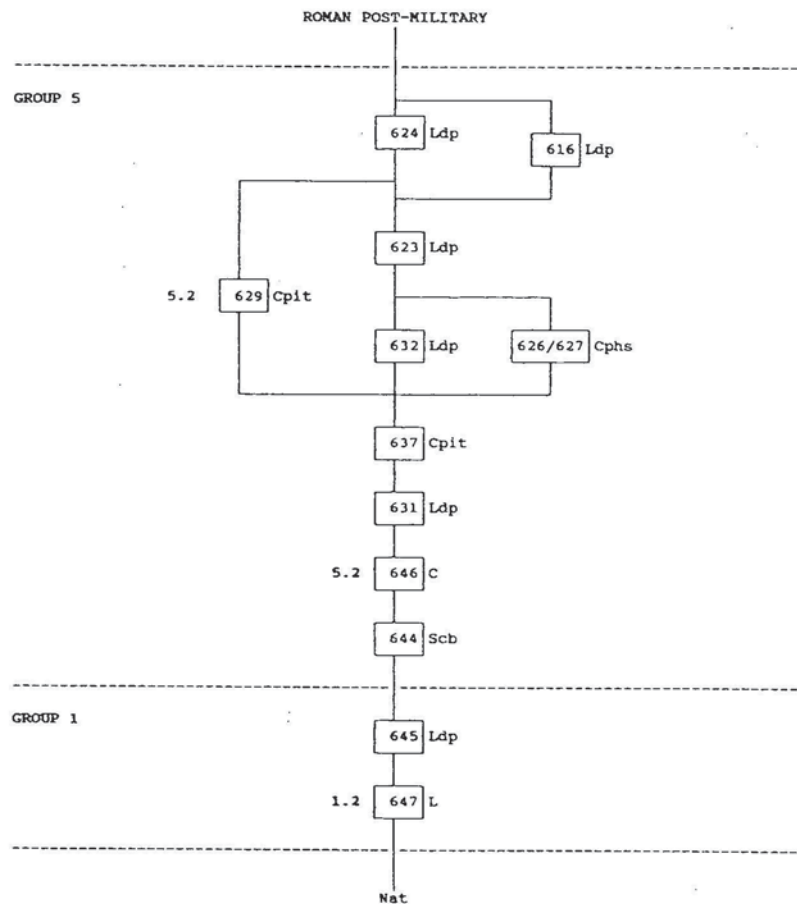 ROMAN POST-MILITARY
GROUP 5
624 Ldp
616 Ldp
623 Ldp
5.2 629 Cpit
632 Ldp
626/627 Cphs
637 Cpit
631 Ldp
5.2 646 C
644 Scb
GROUP 1
645 Ldp
1.2 647 L
Nat